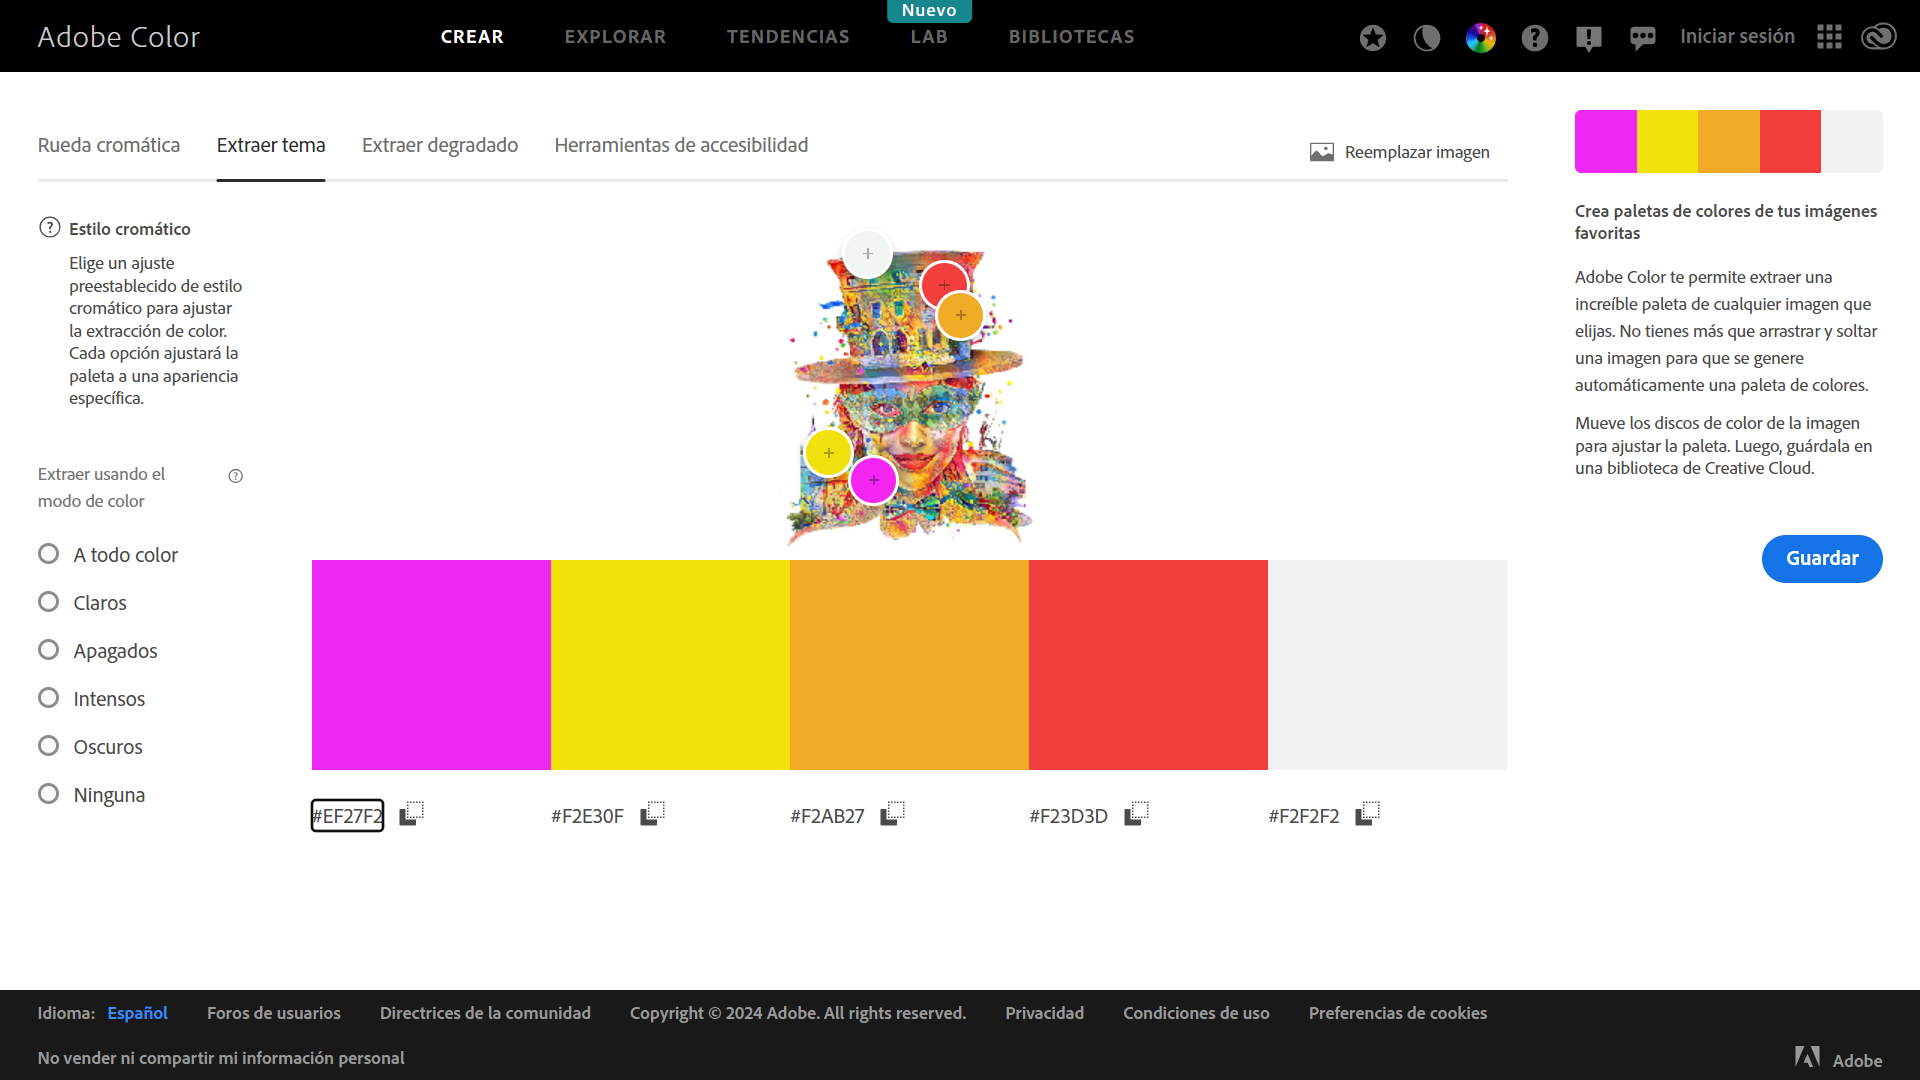 Nuevo
Adobe Color
CREAR
EXPLORAR
TENDENCIAS
LAB
BIBLIOTECAS
Iniciar sesión
Rueda cromática
Extraer tema
Extraer degradado
Herramientas de accesibilidad
Reemplazar imagen
Estilo cromático
Elige un ajuste
preestablecido de estilo
cromático para ajustar
la extracción de color.
Cada opción ajustará la
paleta a una apariencia
específica.
Extraer usando el
modo de color
A todo color
Claros
Apagados
Intensos
Oscuros
Ninguna
#EF27F2
#F2E30F
#F2AB27
#F23D3D
#F2F2F2
Crea paletas de colores de tus imágenes
favoritas
Adobe Color te permite extraer una
increíble paleta de cualquier imagen que
elijas. No tienes más que arrastrar y soltar
una imagen para que se genere
automáticamente una paleta de colores.
Mueve los discos de color de la imagen
para ajustar la paleta. Luego, guárdala en
una biblioteca de Creative Cloud.
Guardar
Idioma: Español
Foros de usuarios
Directrices de la comunidad
Copyright © 2024 Adobe. All rights reserved.
Privacidad
Condiciones de uso
Preferencias de cookies
No vender ni compartir mi información personal
Adobe